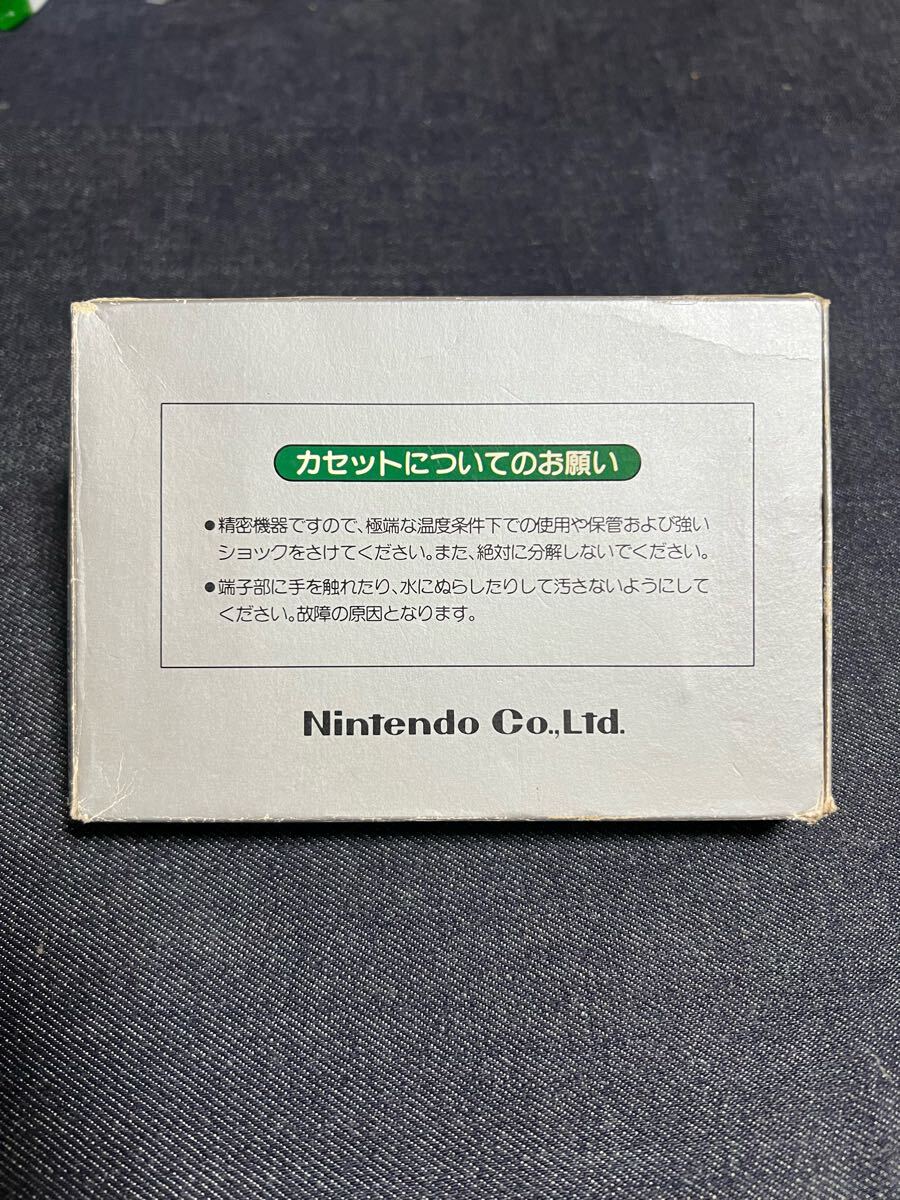 カセットについてのお願い
●精密機器ですので、極端な温度条件下での使用や保管および強い
ショックをさけてください。また、絶対に分解しないでください。
●端子部に手を触れたり、水にぬらしたりして汚さないようにして
ください。故障の原因となります。
Nintendo Co.,Ltd.